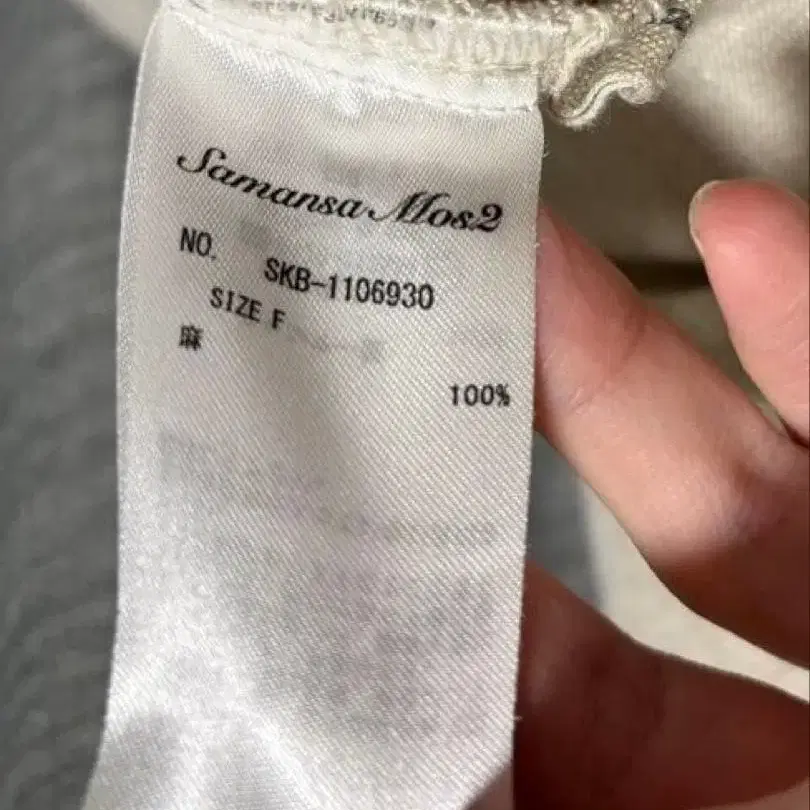 Samansa Mos2
NO. SKB-1106930
SIZE F
麻 100%